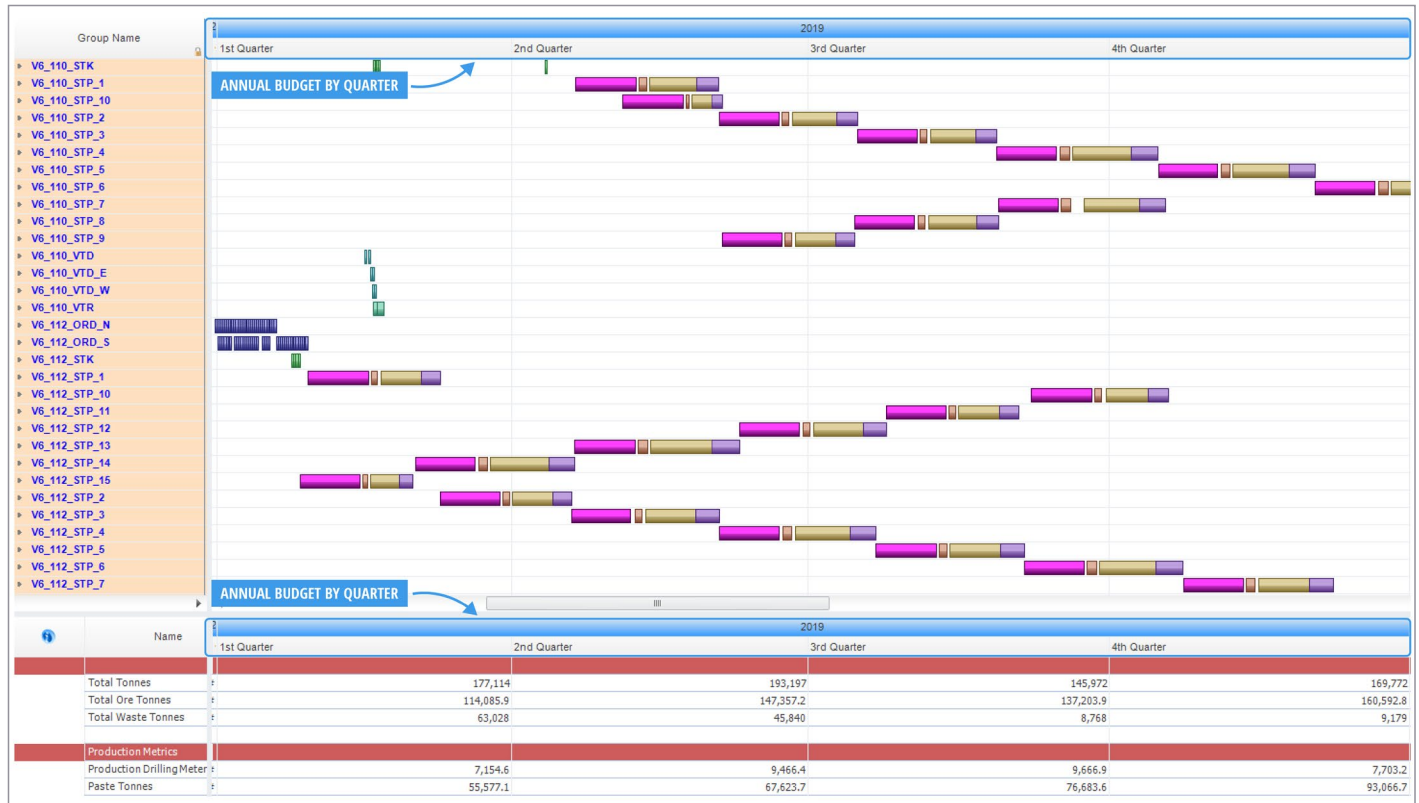 2 2019
Group Name
1st Quarter 2nd Quarter 3rd Quarter 4th Quarter
V6_110_STK
ANNUAL BUDGET BY QUARTER
V6_110_STP_1
V6_110_STP_10
V6_110_STP_2
V6_110_STP_3
V6_110_STP_4
V6_110_STP_5
V6_110_STP_6
V6_110_STP_7
V6_110_STP_8
V6_110_STP_9
V6_110_VTD
V6_110_VTD_E
V6_110_VTD_W
V6_110_VTR
V6_112_ORD_N
V6_112_ORD_S
V6_112_STK
V6_112_STP_1
V6_112_STP_10
V6_112_STP_11
V6_112_STP_12
V6_112_STP_13
V6_112_STP_14
V6_112_STP_15
V6_112_STP_2
V6_112_STP_3
V6_112_STP_4
V6_112_STP_5
V6_112_STP_6
V6_112_STP_7
ANNUAL BUDGET BY QUARTER
2 2019
Name
1st Quarter 2nd Quarter 3rd Quarter 4th Quarter
Total Tonnes 177,114 193,197 145,972 169,772
Total Ore Tonnes 114,085.9 147,357.2 137,203.9 160,592.8
Total Waste Tonnes 63,028 45,840 8,768 9,179
Production Metrics
Production Drilling Meter 7,154.6 9,466.4 9,666.9 7,703.2
Paste Tonnes 55,577.1 67,623.7 76,683.6 93,066.7